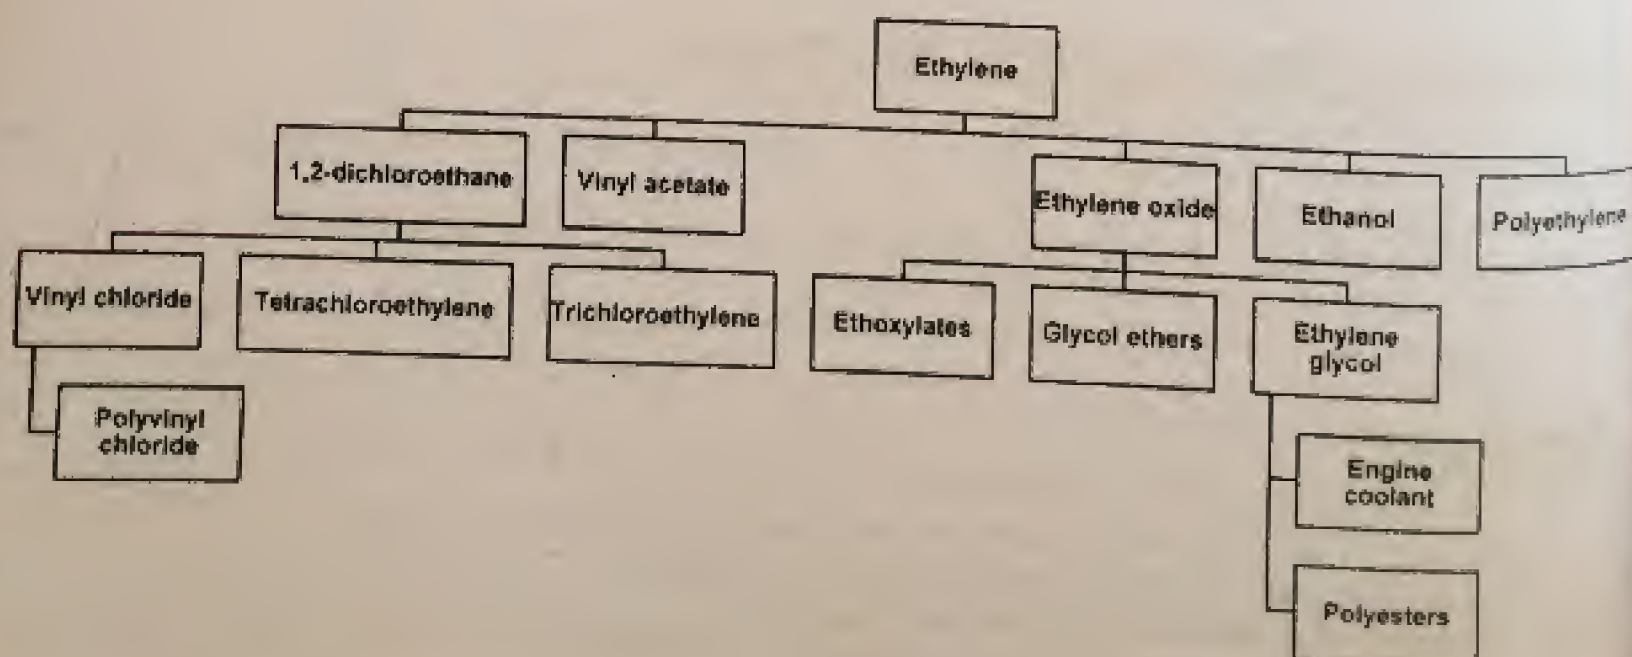 Ethylene
1,2-dichloroethane
Vinyl acetate
Ethylene oxide
Ethanol
Polyethylene
Vinyl chloride
Tetrachloroethylene
Trichloroethylene
Ethoxylates
Glycol ethers
Ethylene
glycol
Polyvinyl
chloride
Engine
coolant
Polyesters